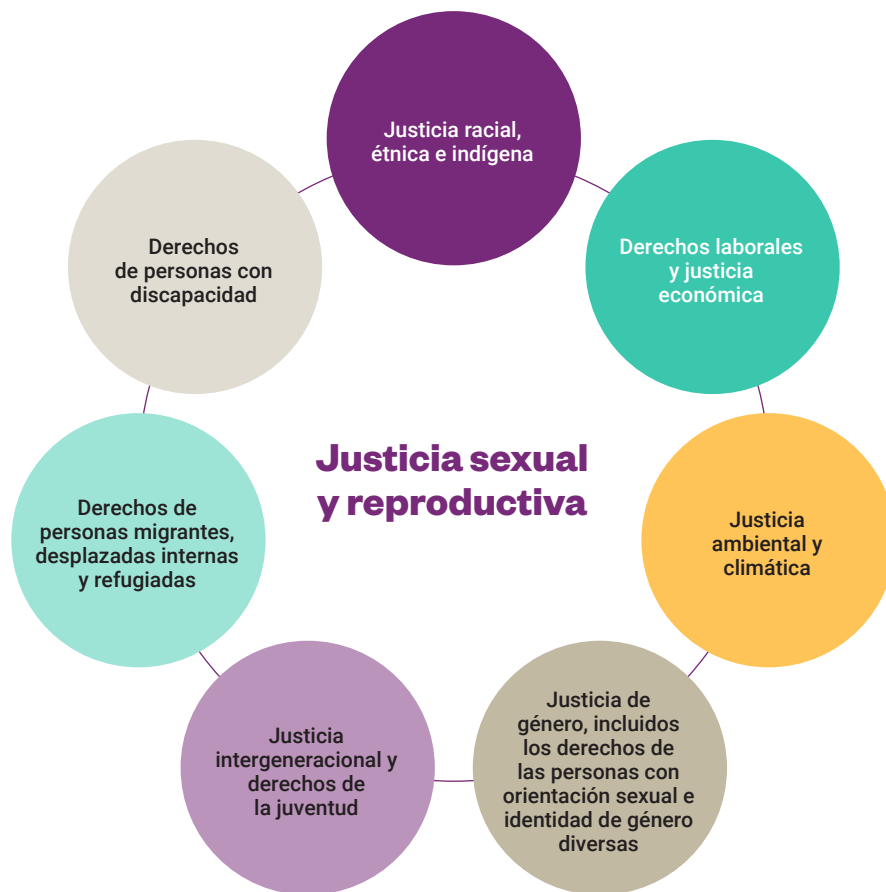 Justicia racial,
étnica e indígena
Derechos laborales
y justicia
económica
Justicia
ambiental y
climática
Justicia de
género, incluidos
los derechos de
las personas con
orientación sexual e
identidad de género
diversas
Justicia
intergeneracional y
derechos de
la juventud
Derechos de
personas migrantes,
desplazadas internas
y refugiadas
Derechos
de personas con
discapacidad
Justicia sexual
y reproductiva